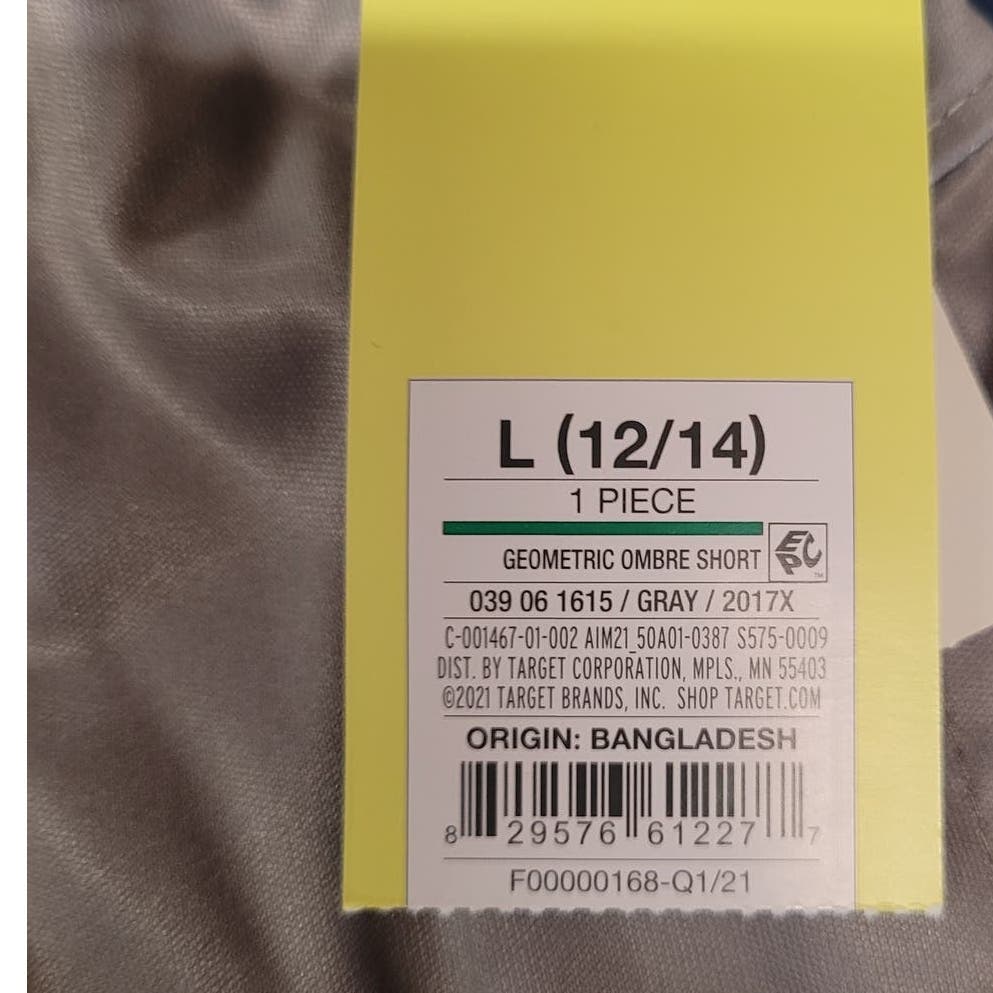 L (12/14)
1 PIECE
GEOMETRIC OMBRE SHORT
EPC
TM
039 06 1615 / GRAY / 2017X
C-001467-01-002 AIM21_50A01-0387 S575-0009
DIST. BY TARGET CORPORATION, MPLS., MN 55403
©2021 TARGET BRANDS, INC. SHOP TARGET.COM
ORIGIN: BANGLADESH
8 29576 61227 7
F00000168-Q1/21